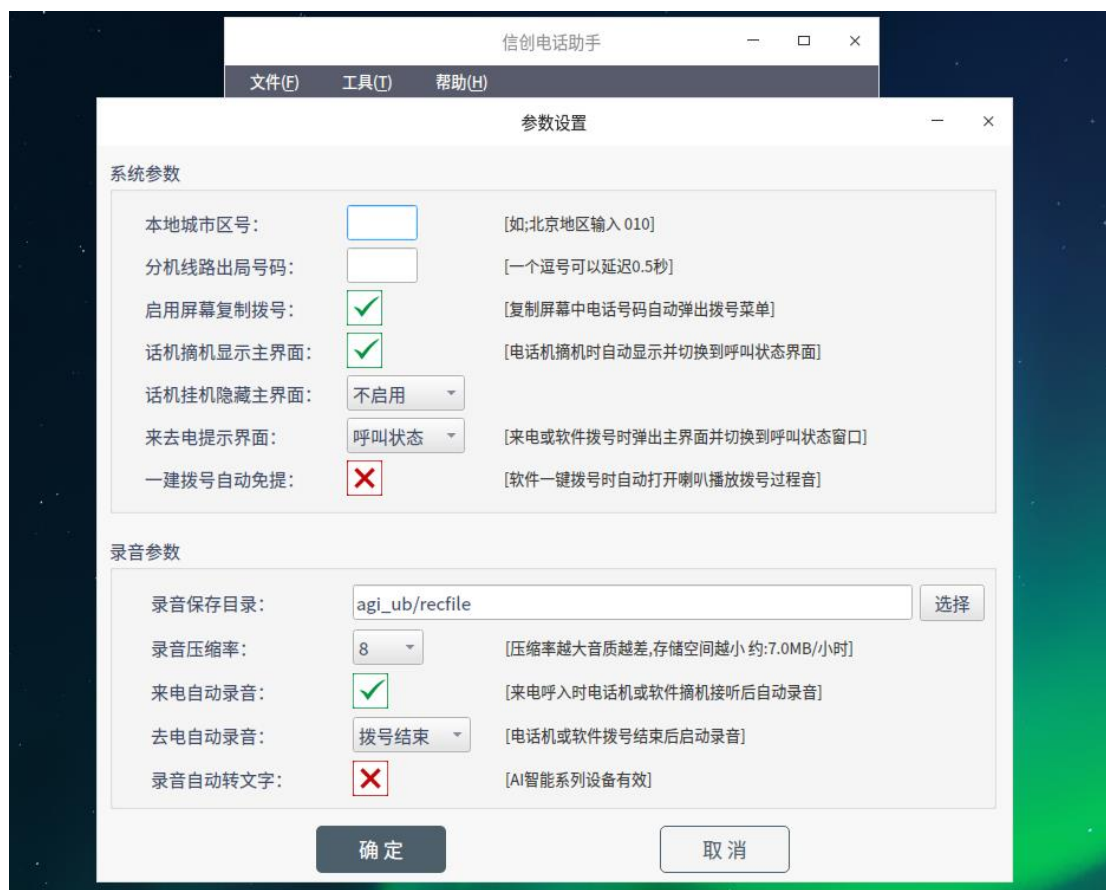 信创电话助手
文件(F) 工具(T) 帮助(H)
参数设置
系统参数
本地城市区号： [如;北京地区输入 010]
分机线路出局号码： [一个逗号可以延迟0.5秒]
启用屏幕复制拨号： [复制屏幕中电话号码自动弹出拨号菜单]
话机摘机显示主界面： [电话机摘机时自动显示并切换到呼叫状态界面]
话机挂机隐藏主界面： 不启用
来去电提示界面： 呼叫状态 [来电或软件拨号时弹出主界面并切换到呼叫状态窗口]
一建拨号自动免提： [软件一键拨号时自动打开喇叭播放拨号过程音]
录音参数
录音保存目录： agi_ub/recfile 选择
录音压缩率： 8 [压缩率越大音质越差,存储空间越小 约:7.0MB/小时]
来电自动录音： [来电呼入时电话机或软件摘机接听后自动录音]
去电自动录音： 拨号结束 [电话机或软件拨号结束后启动录音]
录音自动转文字： [AI智能系列设备有效]
确 定 取 消